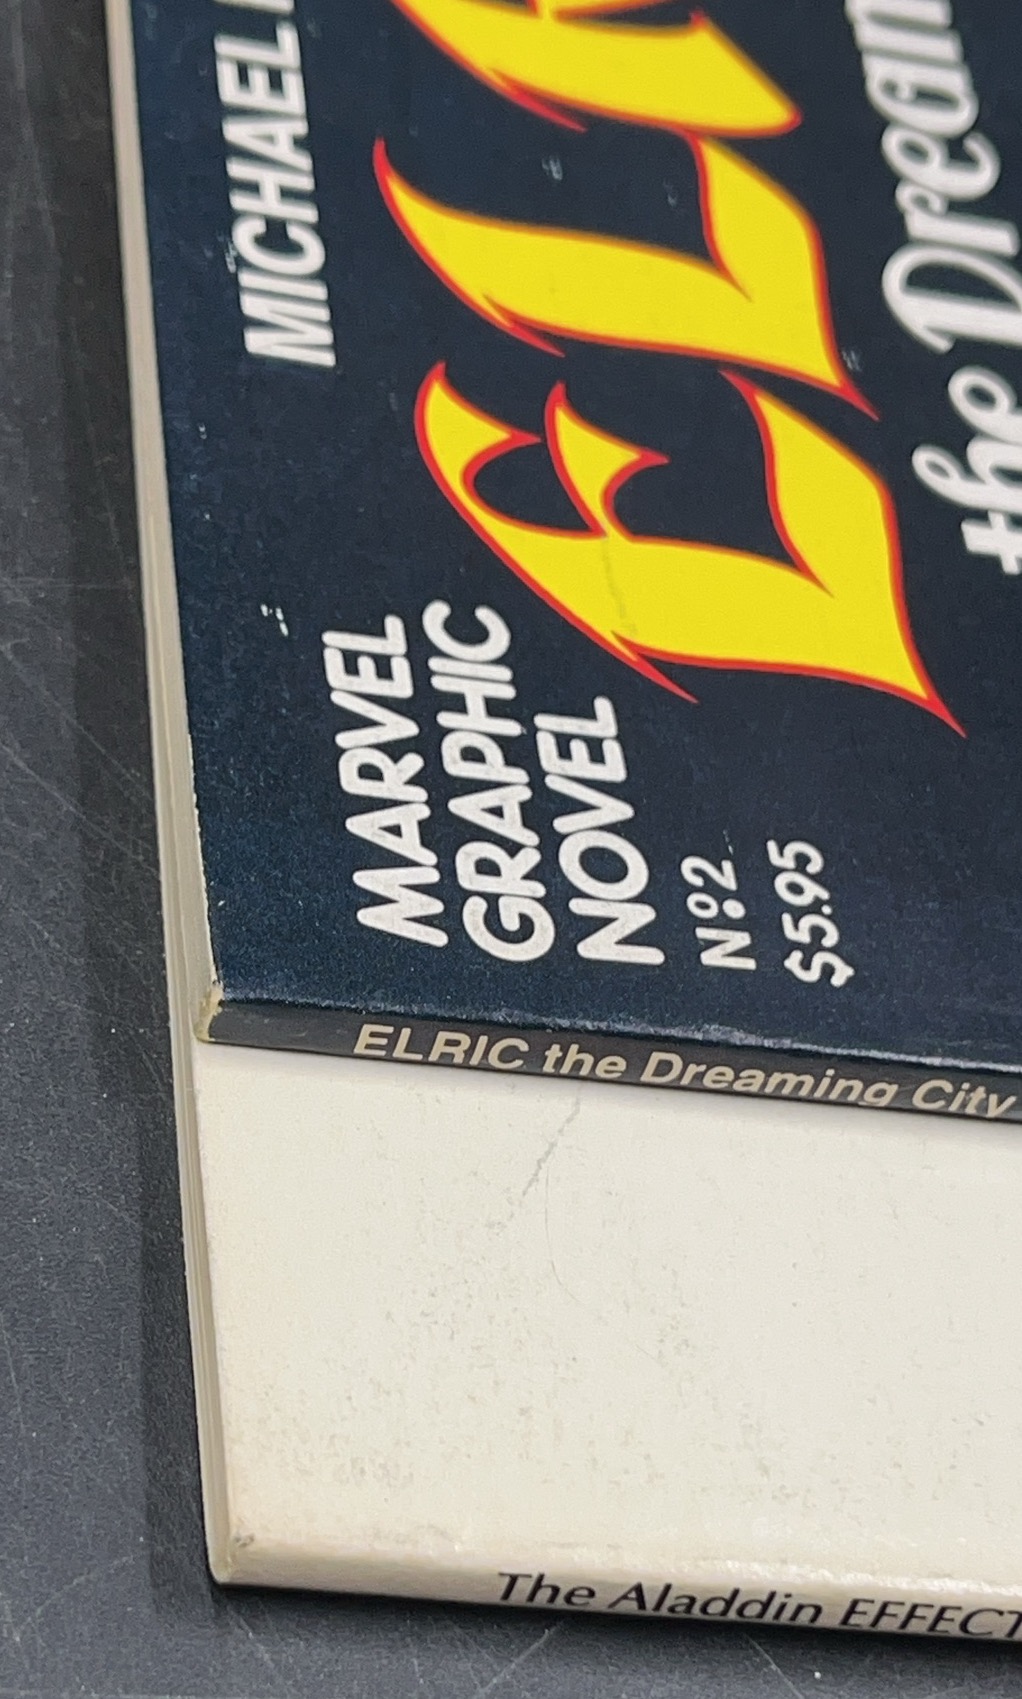 MICHAEL
ELR
the Dream
MARVEL
GRAPHIC
NOVEL
Nº2
$5.95
ELRIC the Dreaming City
The Aladdin EFFECT